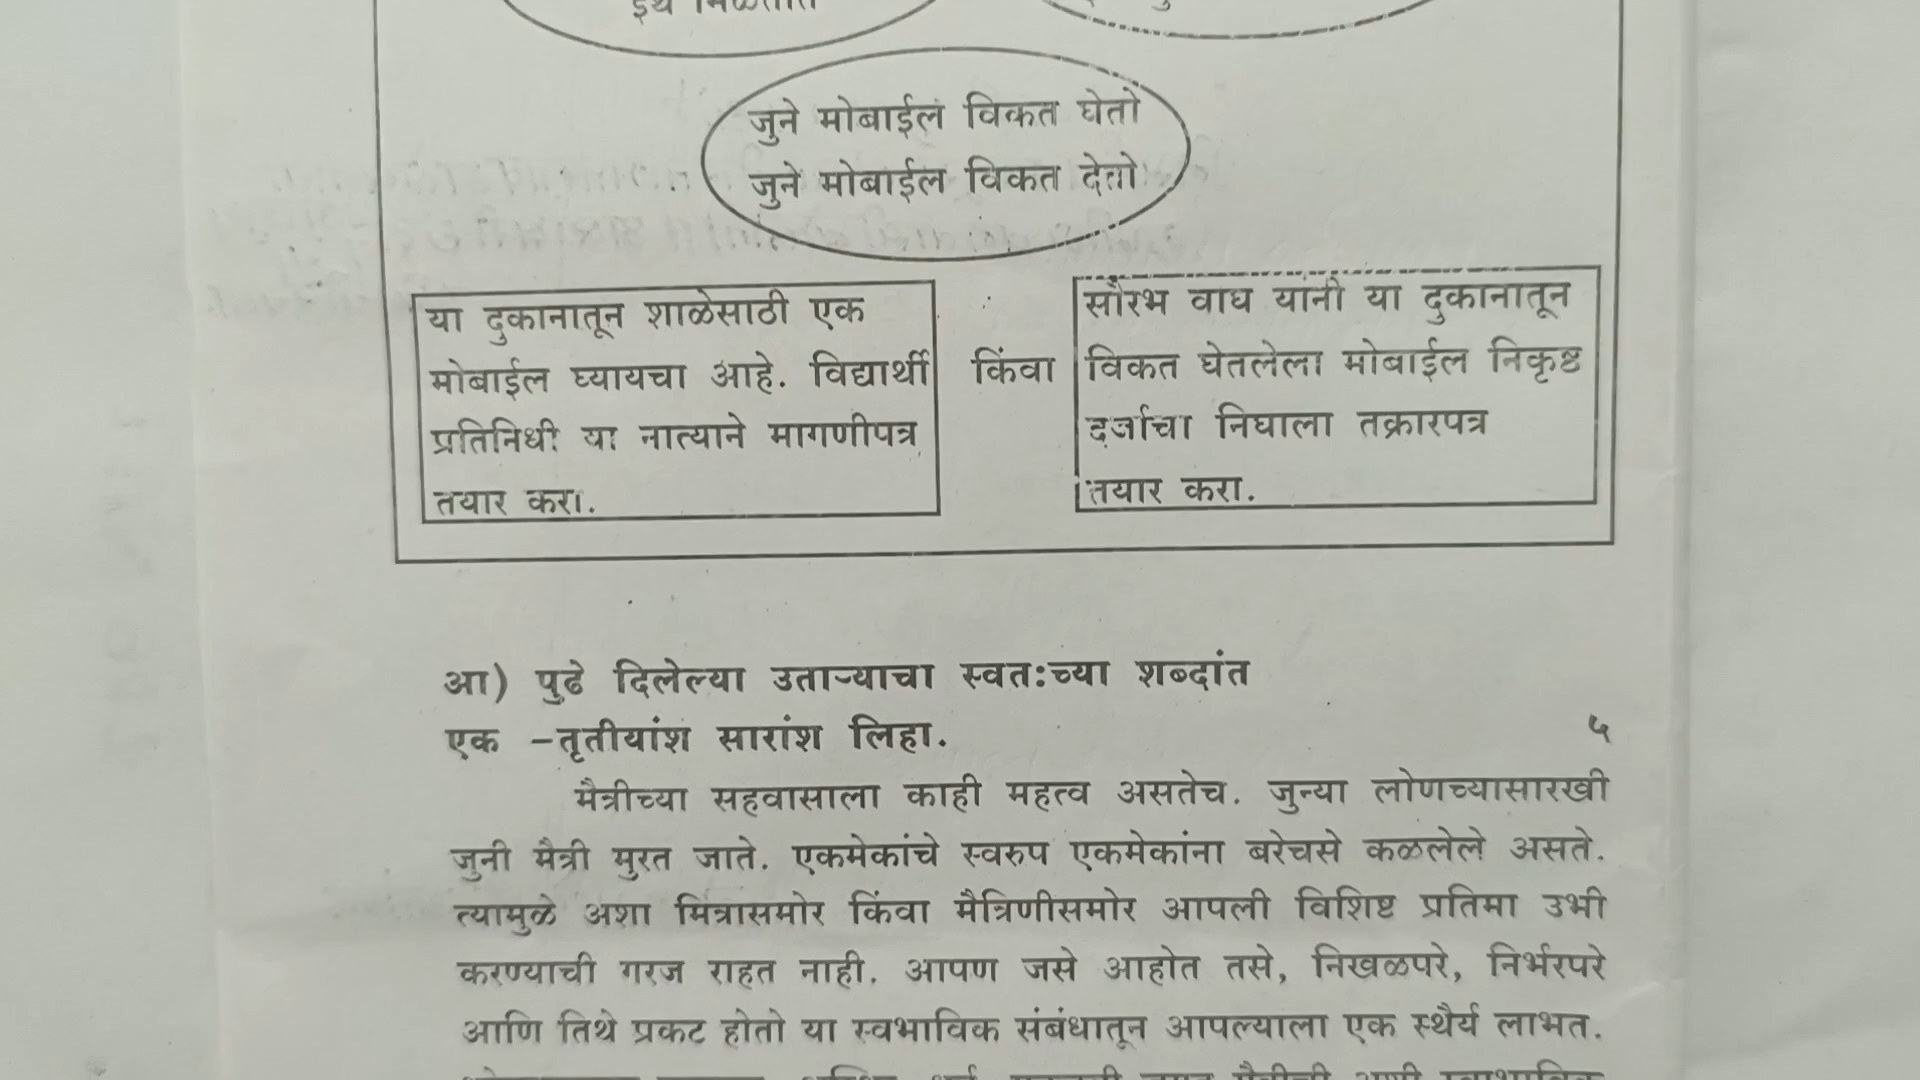 इथे मिळतील
जुने मोबाईल विकत घेतो
जुने मोबाईल विकत देतो
या दुकानातून शाळेसाठी एक
मोबाईल घ्यायचा आहे. विद्यार्थी
प्रतिनिधी या नात्याने मागणीपत्र
तयार करा.
किंवा
सौरभ वाघ यांनी या दुकानातून
विकत घेतलेला मोबाईल निकृष्ठ
दर्जाचा निघाला तक्रारपत्र
तयार करा.
आ) पुढे दिलेल्या उताऱ्याचा स्वतःच्या शब्दांत
एक -तृतीयांश सारांश लिहा.
५
मैत्रीच्या सहवासाला काही महत्व असतेच. जुन्या लोणच्यासारखी
जुनी मैत्री मुरत जाते. एकमेकांचे स्वरुप एकमेकांना बरेचसे कळलेले असते.
त्यामुळे अशा मित्रासमोर किंवा मैत्रिणीसमोर आपली विशिष्ट प्रतिमा उभी
करण्याची गरज राहत नाही. आपण जसे आहोत तसे, निखळपरे, निर्भरपरे
आणि तिथे प्रकट होतो या स्वभाविक संबंधातून आपल्याला एक स्थैर्य लाभत.